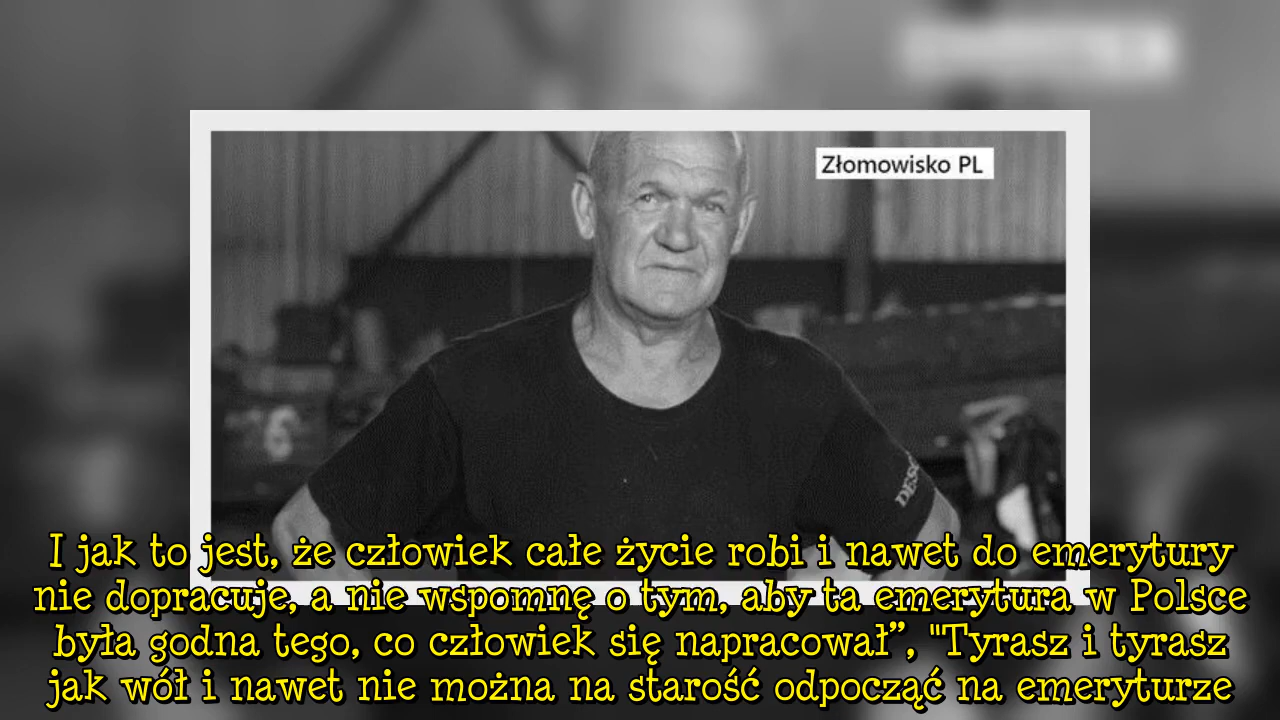 Złomowisko PL
DES
I jak to jest, że człowiek całe życie robi i nawet do emerytury
nie dopracuje, a nie wspomnę o tym, aby ta emerytura w Polsce
była godna tego, co człowiek się napracował”, "Tyrasz i tyrasz
jak wół i nawet nie można na starość odpocząć na emeryturze